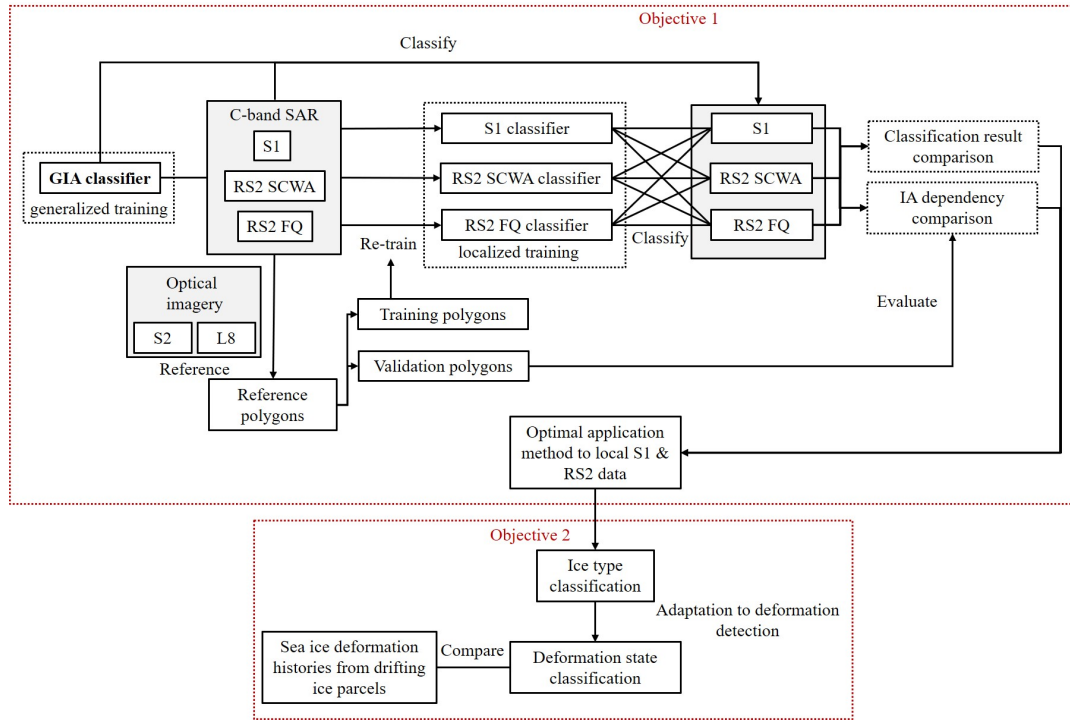 Objective 1
Classify
C-band SAR
S1
RS2 SCWA
RS2 FQ
GIA classifier
generalized training
S1 classifier
RS2 SCWA classifier
RS2 FQ classifier
localized training
Re-train
Classify
S1
RS2 SCWA
RS2 FQ
Classification result
comparison
IA dependency
comparison
Optical
imagery
S2
L8
Reference
Reference
polygons
Training polygons
Validation polygons
Evaluate
Optimal application
method to local S1 &
RS2 data
Objective 2
Ice type
classification
Adaptation to deformation
detection
Sea ice deformation
histories from drifting
ice parcels
Compare
Deformation state
classification